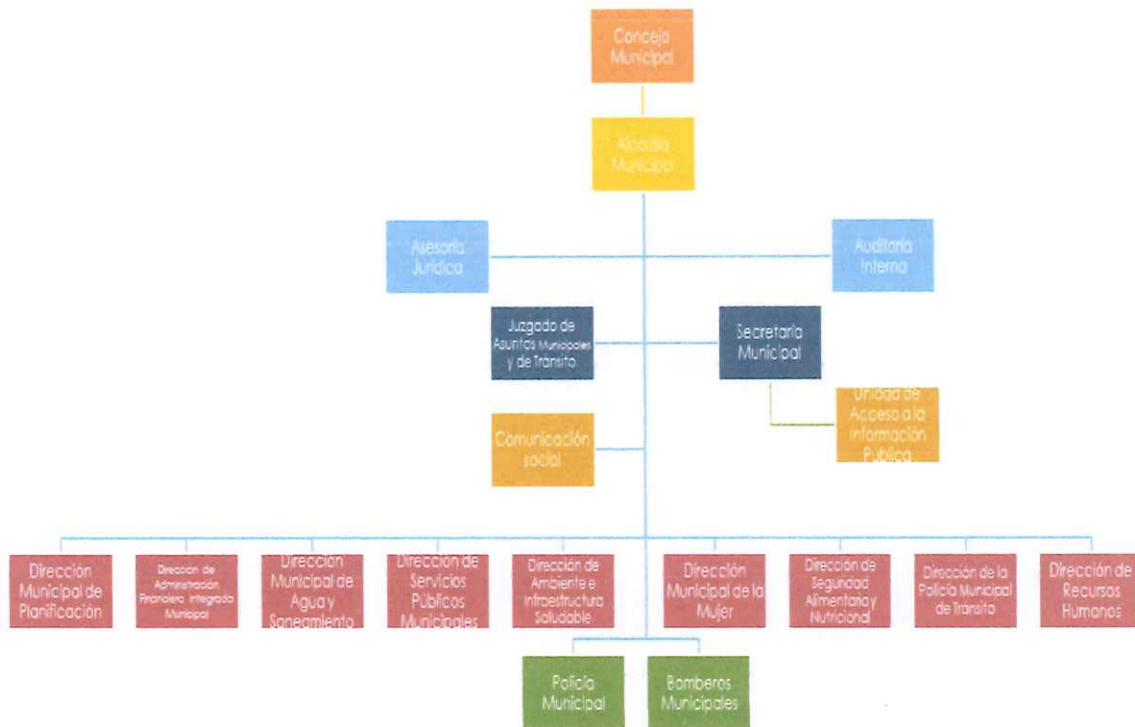 Concejo
Municipal
Alcaldía
Municipal
Asesoría
Jurídica
Auditoría
Interna
Juzgado de
Asuntos Municipales
y de Tránsito
Secretaría
Municipal
Unidad de
Acceso a la
Información
Pública
Comunicación
social
Dirección
Municipal de
Planificación
Dirección de
Administración
Financiera Integrada
Municipal
Dirección
Municipal de
Agua y
Saneamiento
Dirección de
Servicios
Públicos
Municipales
Dirección de
Ambiente e
Infraestructura
Saludable
Dirección
Municipal de la
Mujer
Dirección de
Seguridad
Alimentaria y
Nutricional
Dirección de la
Policía Municipal
de Tránsito
Dirección de
Recursos
Humanos
Policía
Municipal
Bomberos
Municipales